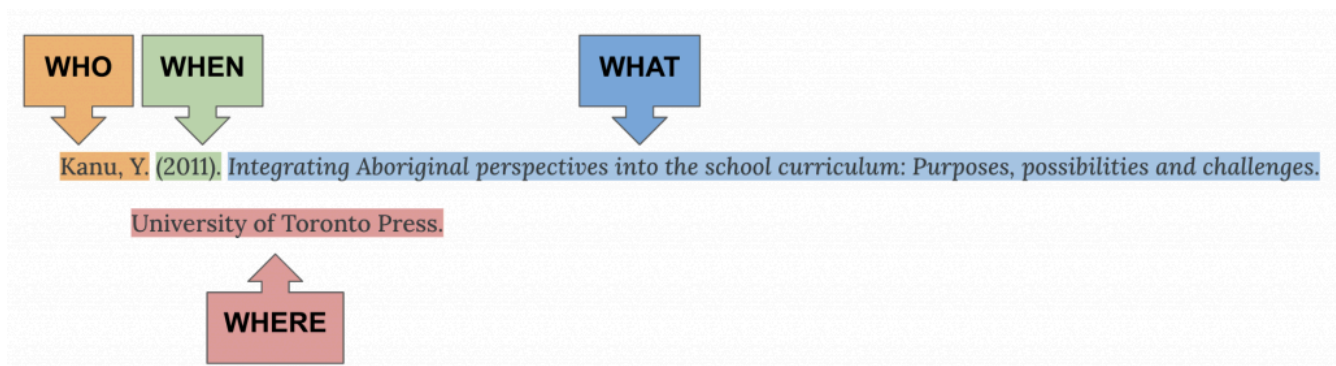 WHO WHEN WHAT
Kanu, Y. (2011). Integrating Aboriginal perspectives into the school curriculum: Purposes, possibilities and challenges.
University of Toronto Press.
WHERE